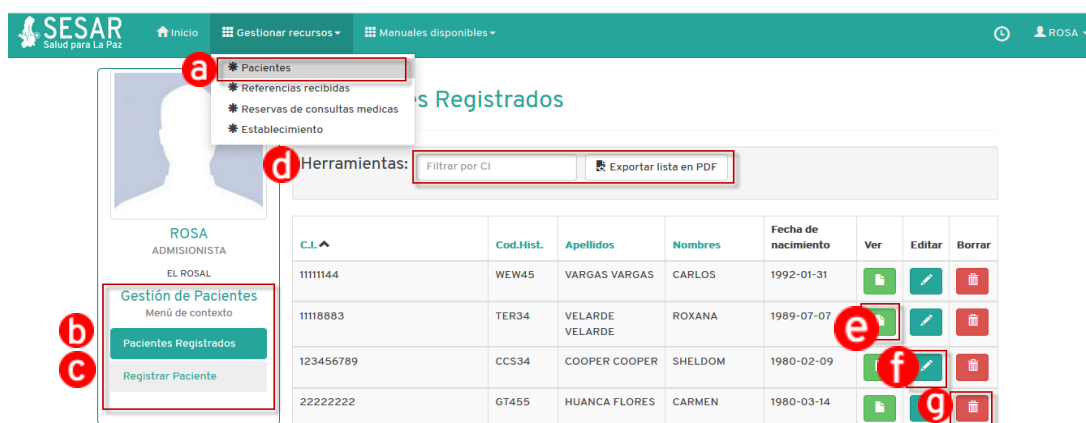 SESAR
Salud para La Paz
Inicio
Gestionar recursos
Manuales disponibles
ROSA
a
Pacientes
Referencias recibidas
Reservas de consultas medicas
Establecimiento
s Registrados
d
Herramientas:
Filtrar por CI
Exportar lista en PDF
ROSA
ADMISIONISTA
EL ROSAL
Gestión de Pacientes
Menú de contexto
b
Pacientes Registrados
c
Registrar Paciente
C.I. Cod.Hist. Apellidos Nombres Fecha de nacimiento Ver Editar Borrar
11111144 WEW45 VARGAS VARGAS CARLOS 1992-01-31
11118883 TER34 VELARDE VELARDE ROXANA 1989-07-07
e
123456789 CCS34 COOPER COOPER SHELDOM 1980-02-09
f
22222222 GT455 HUANCA FLORES CARMEN 1980-03-14
g